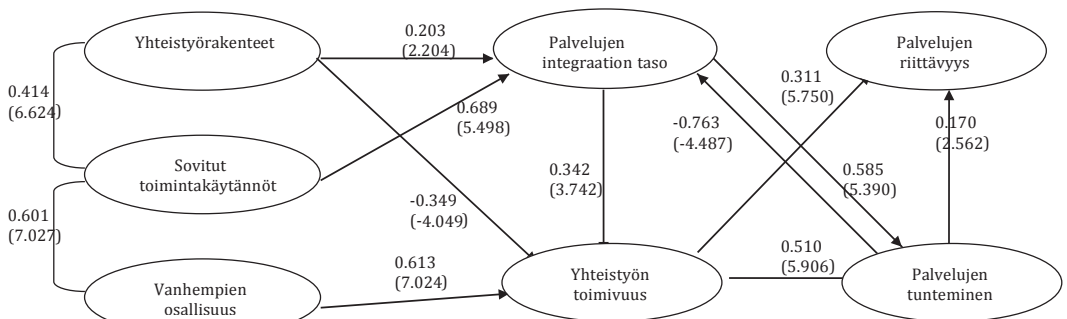 Yhteistyörakenteet
0.203
(2.204)
Palvelujen
integraation taso
Palvelujen
riittävyys
0.311
(5.750)
0.414
(6.624)
0.689
(5.498)
-0.763
(-4.487)
0.170
(2.562)
Sovitut
toimintakäytännöt
0.342
(3.742)
0.585
(5.390)
-0.349
(-4.049)
0.601
(7.027)
0.613
(7.024)
Yhteistyön
toimivuus
0.510
(5.906)
Palvelujen
tunteminen
Vanhempien
osallisuus